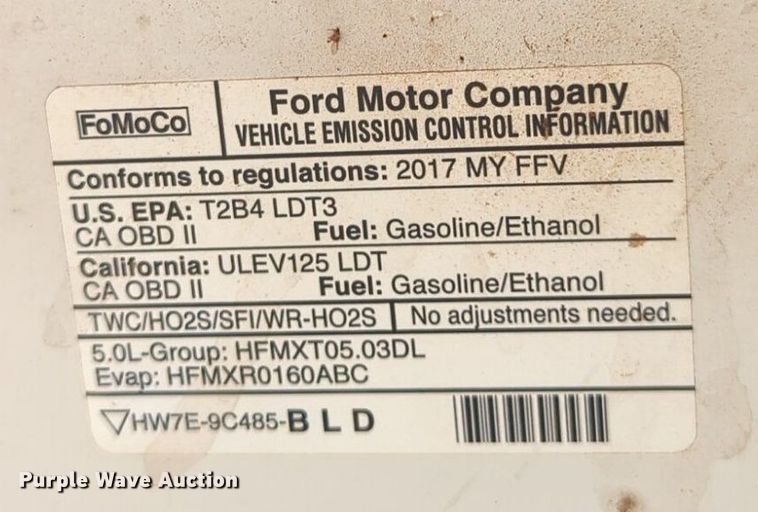 FoMoCo
Ford Motor Company
VEHICLE EMISSION CONTROL INFORMATION
Conforms to regulations: 2017 MY FFV
U.S. EPA: T2B4 LDT3
CA OBD II Fuel: Gasoline/Ethanol
California: ULEV125 LDT
CA OBD II Fuel: Gasoline/Ethanol
TWC/HO2S/SFI/WR-HO2S No adjustments needed.
5.0L-Group: HFMXT05.03DL
Evap: HFMXR0160ABC
HW7E-9C485-B L D
Purple Wave Auction